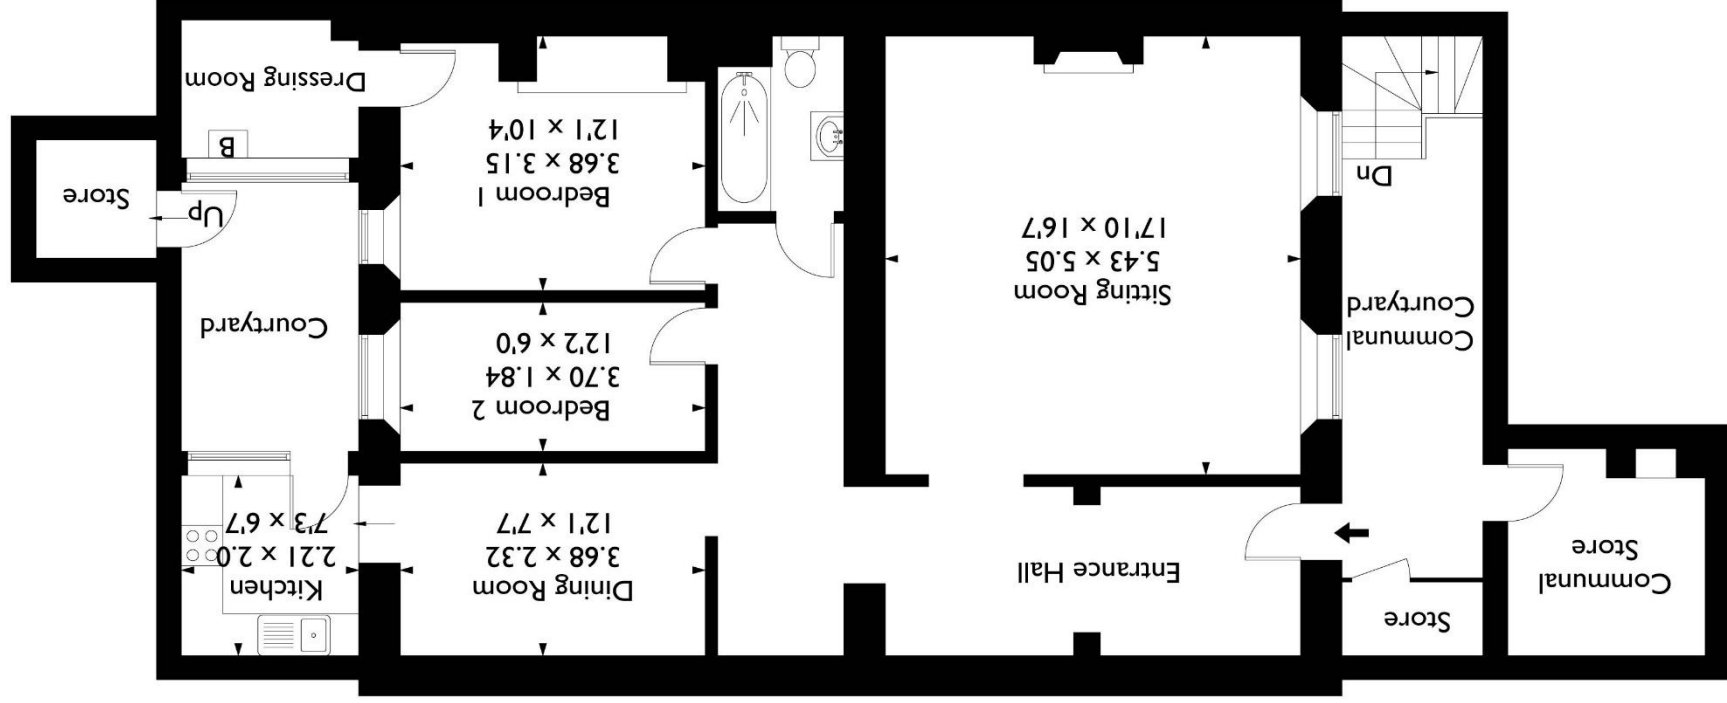 Kitchen
2.21 x 2.0
7'3 x 6'7
Dining Room
3.68 x 2.32
12'1 x 7'7
Entrance Hall
Store
Communal
Store
Bedroom 2
3.70 x 1.84
12'2 x 6'0
Courtyard
Sitting Room
5.43 x 5.05
17'10 x 16'7
Communal
Courtyard
Store
Up
Bedroom 1
3.68 x 3.15
12'1 x 10'4
Dn
B
Dressing Room